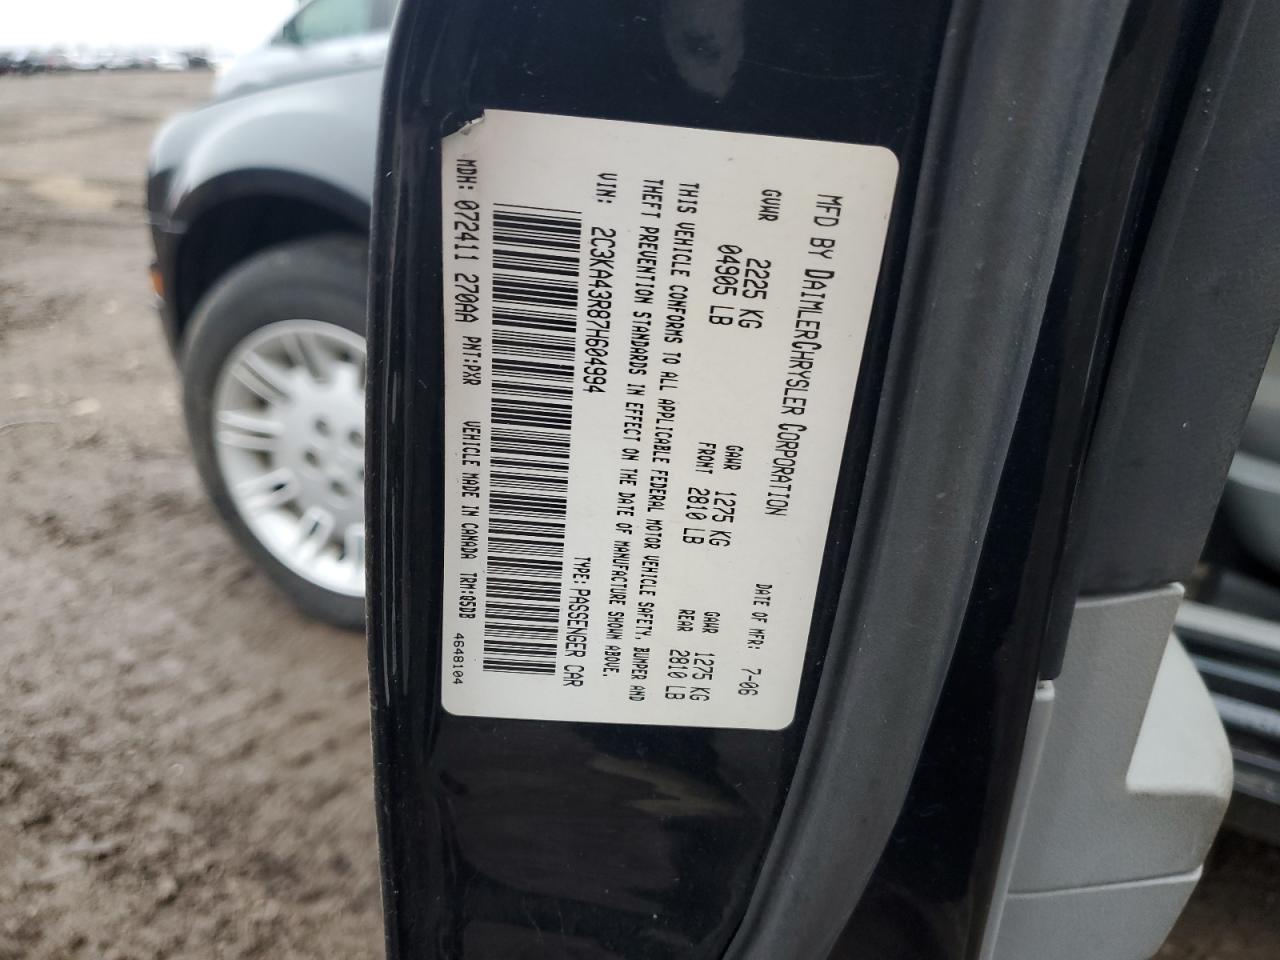 MFD BY DAIMLERCHRYSLER CORPORATION
DATE OF MFR: 7-06
GVWR 2225 KG
04905 LB
GAWR FRONT 1275 KG
2810 LB
GAWR REAR 1275 KG
2810 LB
THIS VEHICLE CONFORMS TO ALL APPLICABLE FEDERAL MOTOR VEHICLE SAFETY, BUMPER AND
THEFT PREVENTION STANDARDS IN EFFECT ON THE DATE OF MANUFACTURE SHOWN ABOVE.
VIN: 2C3KA43R87H604994
TYPE: PASSENGER CAR
MDH: 072411 270AA PNT:PXR VEHICLE MADE IN CANADA TRM:Q5DB
4648104